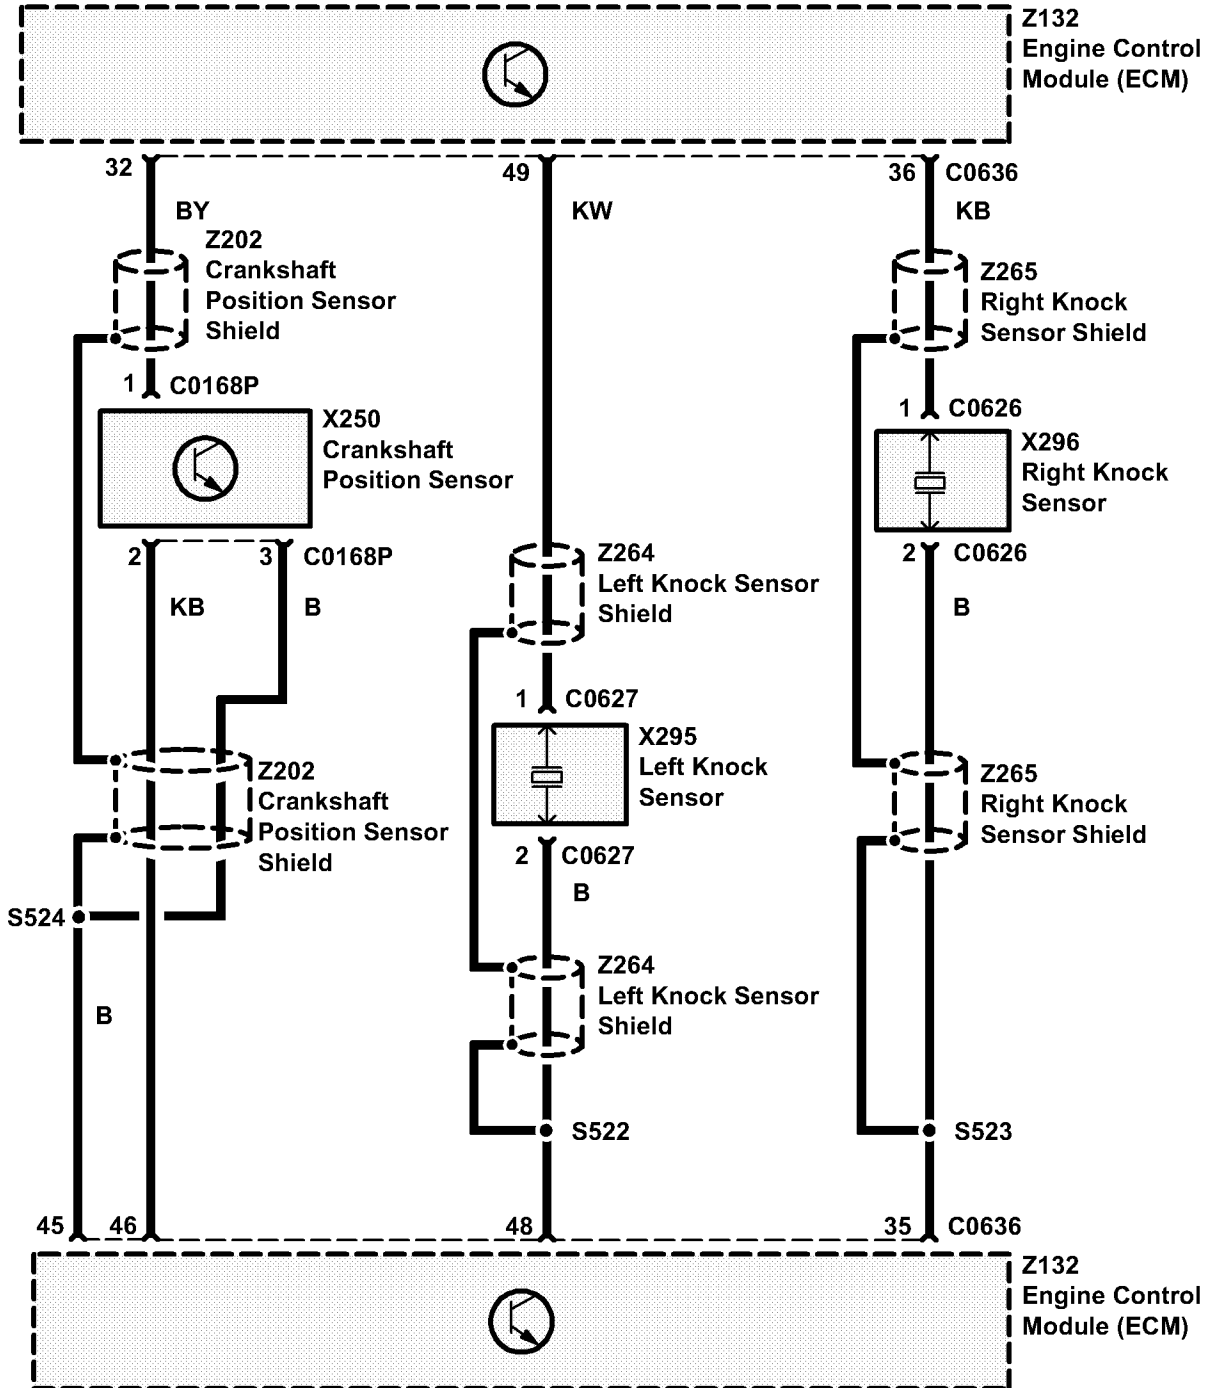 Z132
Engine Control
Module (ECM)
32
49
36
C0636
BY
KW
KB
Z202
Crankshaft
Position Sensor
Shield
Z265
Right Knock
Sensor Shield
1
C0168P
1
C0626
X250
Crankshaft
Position Sensor
X296
Right Knock
Sensor
2
3
C0168P
Z264
Left Knock Sensor
Shield
2
C0626
KB
B
B
1
C0627
X295
Left Knock
Sensor
Z202
Crankshaft
Position Sensor
Shield
Z265
Right Knock
Sensor Shield
2
C0627
B
S524
Z264
Left Knock Sensor
Shield
B
S522
S523
45
46
48
35
C0636
Z132
Engine Control
Module (ECM)